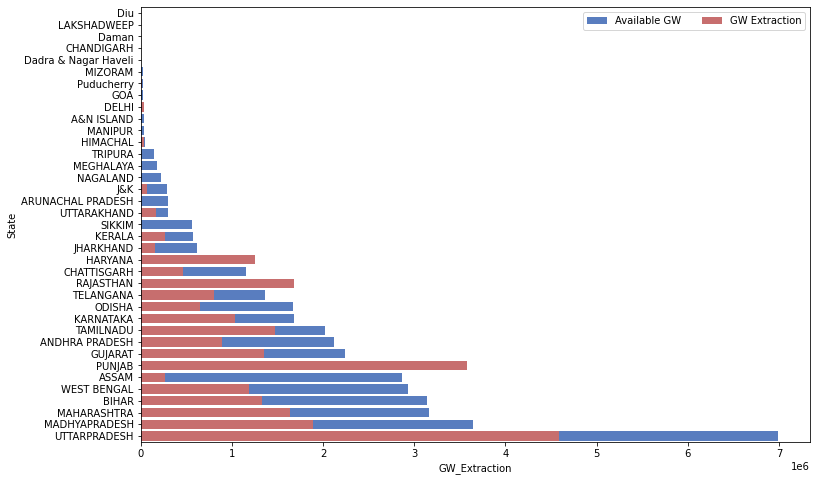 Available GW GW Extraction
Diu
LAKSHADWEEP
Daman
CHANDIGARH
Dadra & Nagar Haveli
MIZORAM
Puducherry
GOA
DELHI
A&N ISLAND
MANIPUR
HIMACHAL
TRIPURA
MEGHALAYA
NAGALAND
J&K
ARUNACHAL PRADESH
UTTARAKHAND
SIKKIM
KERALA
JHARKHAND
HARYANA
CHATTISGARH
RAJASTHAN
TELANGANA
ODISHA
KARNATAKA
TAMILNADU
ANDHRA PRADESH
GUJARAT
PUNJAB
ASSAM
WEST BENGAL
BIHAR
MAHARASHTRA
MADHYAPRADESH
UTTARPRADESH
State
0 1 2 3 4 5 6 7
1e6
GW_Extraction